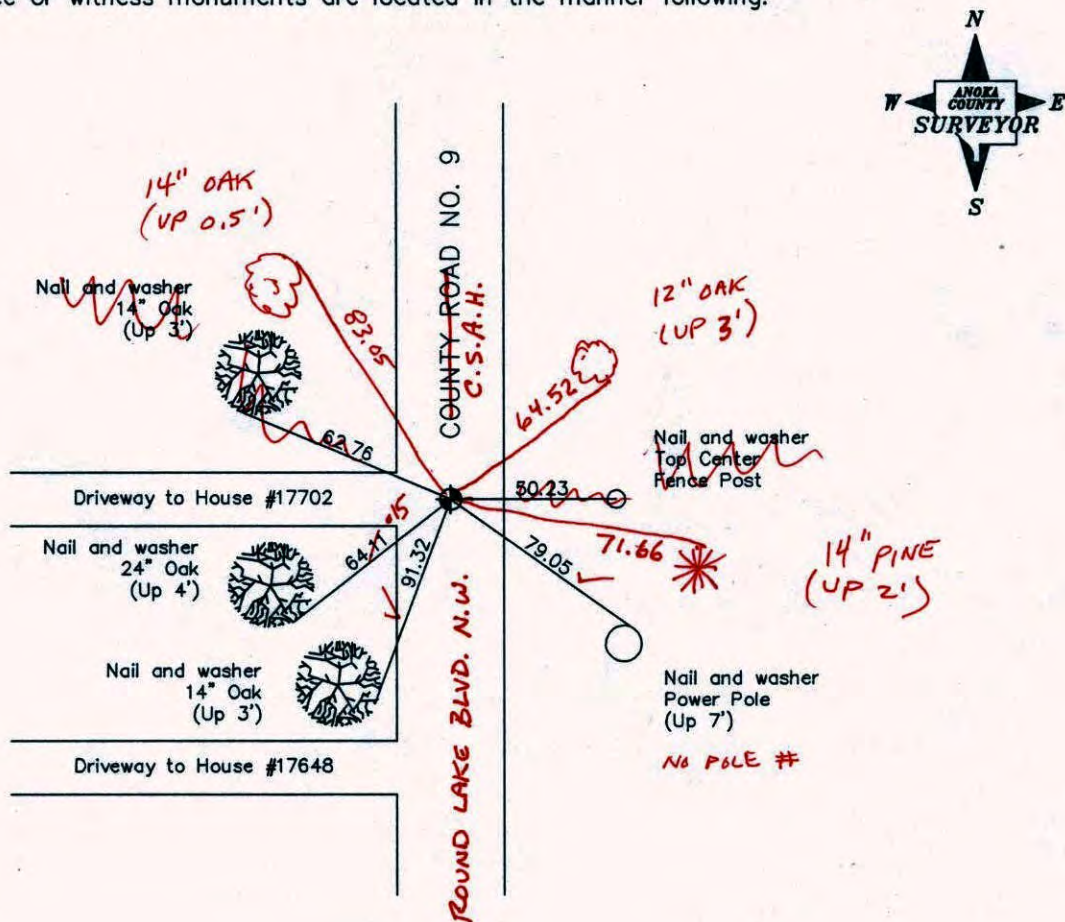 ce or witness monuments are located in the manner following:
N
W
ANOKA
COUNTY
E
SURVEYOR
S
14" OAK
(UP 0.5')
Nail and washer
14" Oak
(Up 3')
83.05
COUNTY ROAD NO. 9
C.S.A.H.
12" OAK
(UP 3')
64.52
62.76
Nail and washer
Top Center
Fence Post
50.23
Driveway to House #17702
64.11
.15
91.32
71.66
79.05
14" PINE
(UP 2')
Nail and washer
24" Oak
(Up 4')
Nail and washer
14" Oak
(Up 3')
ROUND LAKE BLVD. N.W.
Nail and washer
Power Pole
(Up 7')
NO POLE #
Driveway to House #17648